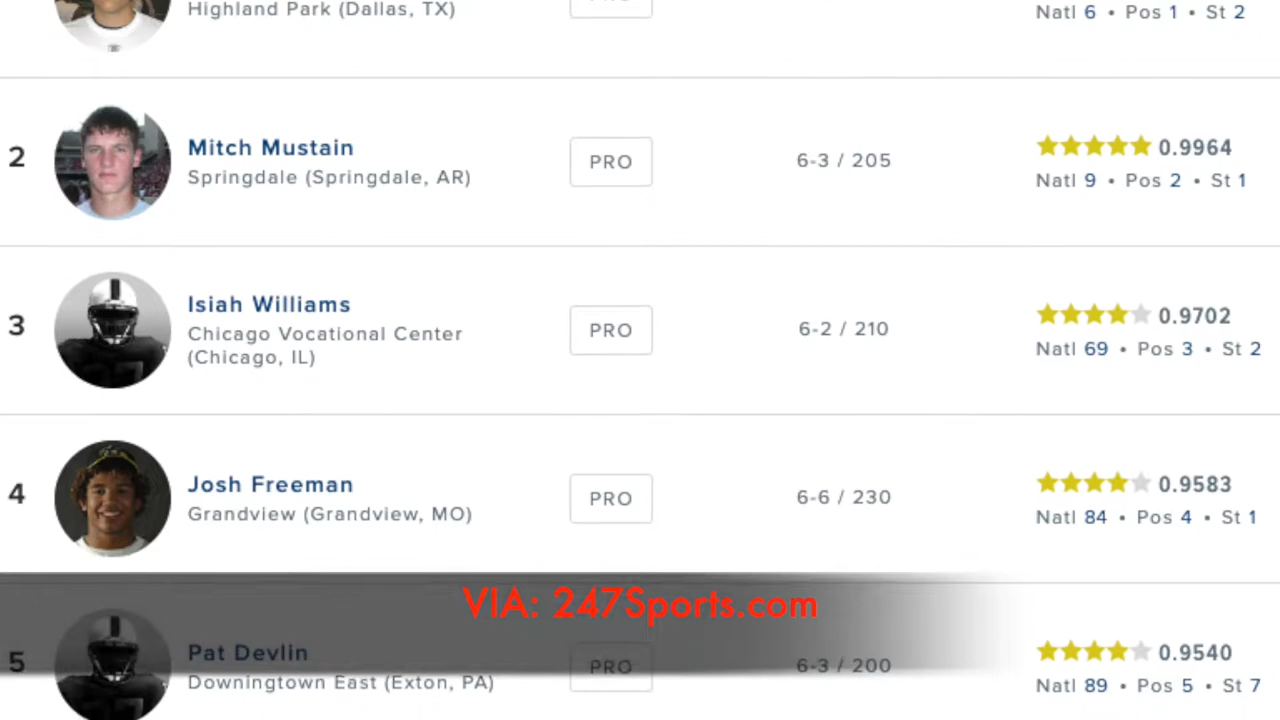 Highland Park (Dallas, TX)
Natl 6 • Pos 1 • St 2
2
Mitch Mustain
Springdale (Springdale, AR)
PRO
6-3 / 205
0.9964
Natl 9 • Pos 2 • St 1
3
Isiah Williams
Chicago Vocational Center
(Chicago, IL)
PRO
6-2 / 210
0.9702
Natl 69 • Pos 3 • St 2
4
Josh Freeman
Grandview (Grandview, MO)
PRO
6-6 / 230
0.9583
Natl 84 • Pos 4 • St 1
VIA: 247Sports.com
5
Pat Devlin
Downingtown East (Exton, PA)
PRO
6-3 / 200
0.9540
Natl 89 • Pos 5 • St 7